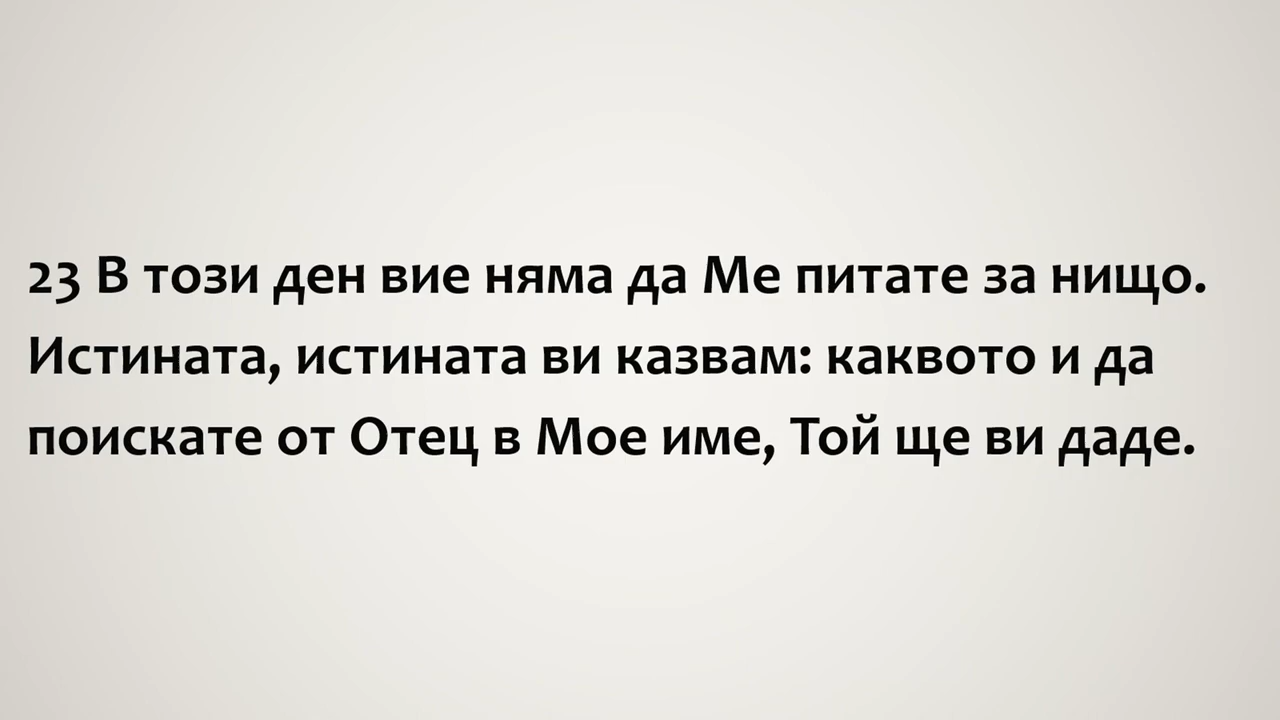 23 В този ден вие няма да Ме питате за нищо.
Истината, истината ви казвам: каквото и да
поискате от Отец в Мое име, Той ще ви даде.